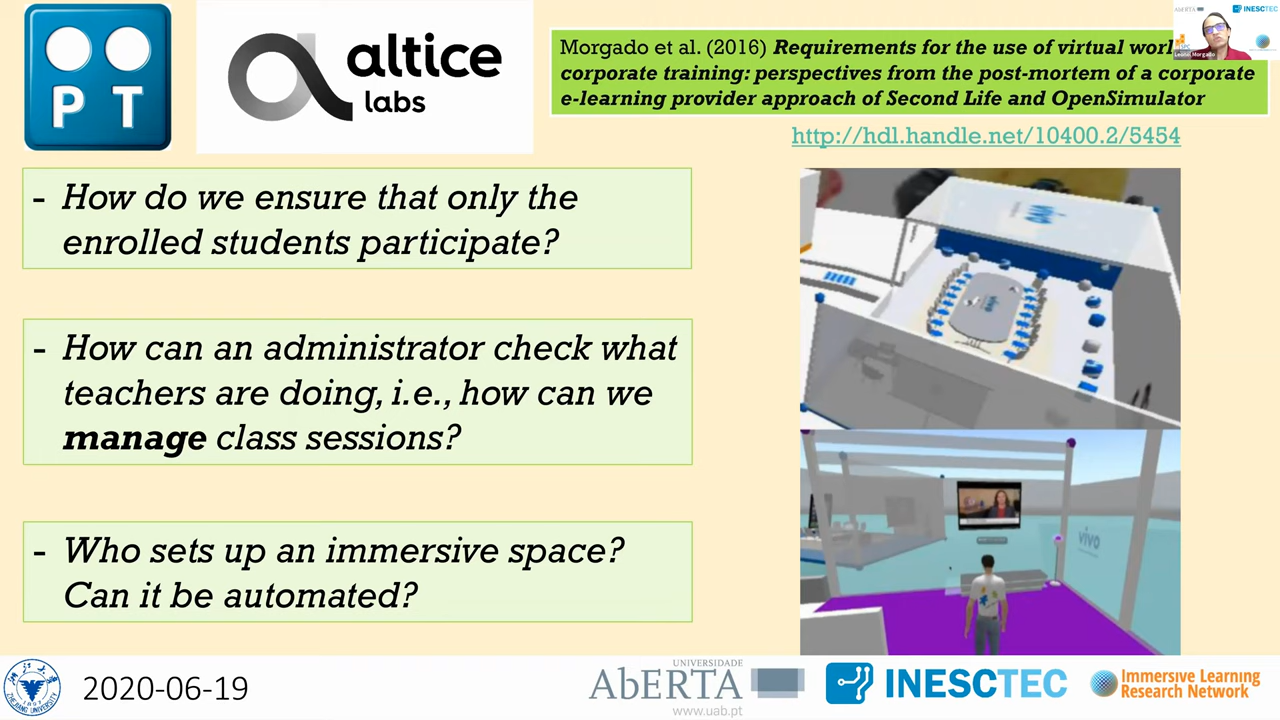 PT
altice
labs
Morgado et al. (2016) Requirements for the use of virtual
corporate training: perspectives from the post-mortem of a corporate
e-learning provider approach of Second Life and OpenSimulator
http://hdl.handle.net/10400.2/5454
- How do we ensure that only the
enrolled students participate?
- How can an administrator check what
teachers are doing, i.e., how can we
manage class sessions?
- Who sets up an immersive space?
Can it be automated?
vivo
2020-06-19
UNIVERSIDADE
AbERTA
www.uab.pt
INESCTEC
Immersive Learning
Research Network
INESCTEC
Leonel Morgado